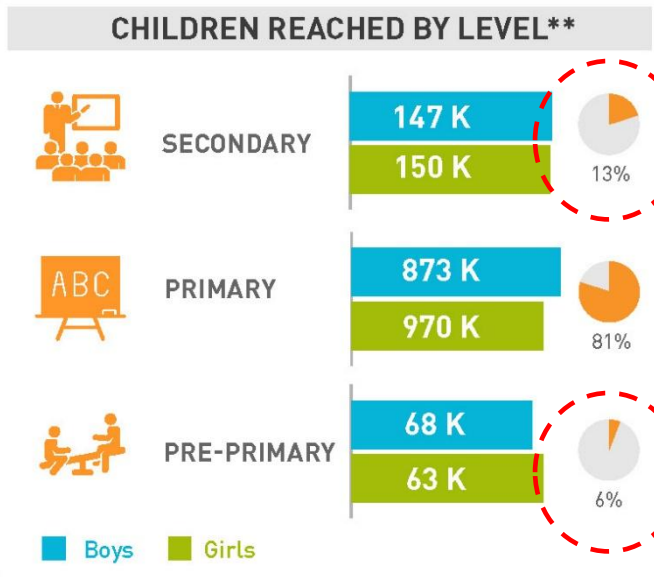 CHILDREN REACHED BY LEVEL**
SECONDARY
147 K
150 K
13%
ABC
PRIMARY
873 K
970 K
81%
PRE-PRIMARY
68 K
63 K
6%
Boys
Girls